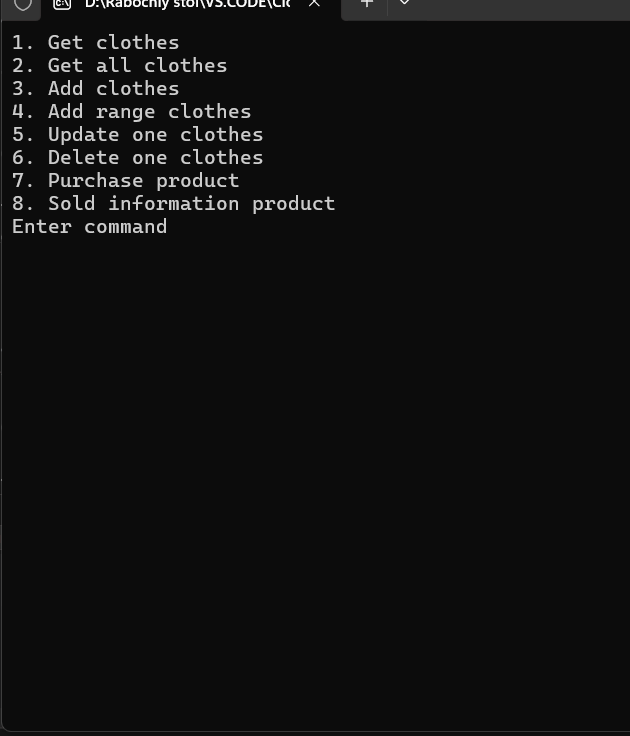 D:\Rabochiy stol\VS.CODE\Clo
1. Get clothes
2. Get all clothes
3. Add clothes
4. Add range clothes
5. Update one clothes
6. Delete one clothes
7. Purchase product
8. Sold information product
Enter command